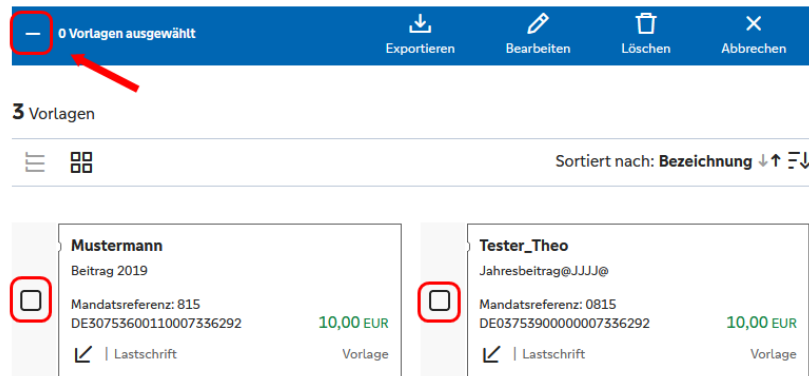 0 Vorlagen ausgewählt
Exportieren
Bearbeiten
Löschen
Abbrechen
3 Vorlagen
Sortiert nach: Bezeichnung
Mustermann
Beitrag 2019
Mandatsreferenz: 815
DE30753600110007336292
10,00 EUR
| Lastschrift
Vorlage
Tester_Theo
Jahresbeitrag@JJJJ@
Mandatsreferenz: 0815
DE03753900000007336292
10,00 EUR
| Lastschrift
Vorlage